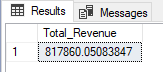 Results Messages
Total_Revenue
1 817860.05083847